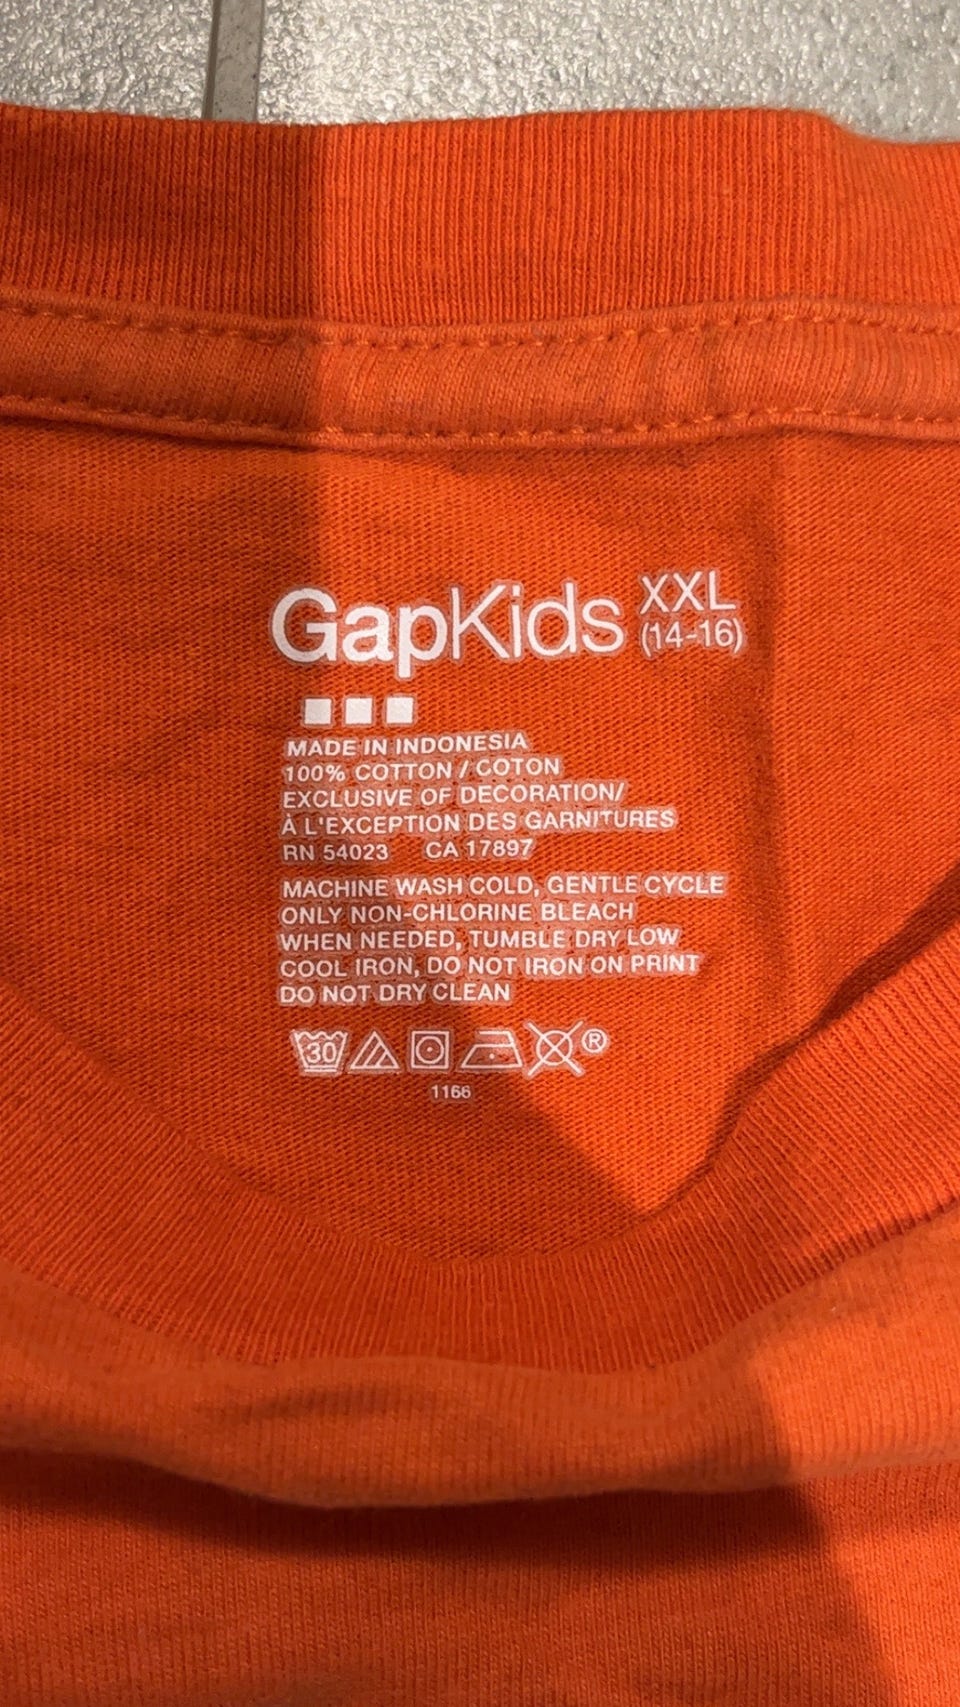 GapKids XXL
(14-16)
MADE IN INDONESIA
100% COTTON / COTON
EXCLUSIVE OF DECORATION/
À L'EXCEPTION DES GARNITURES
RN 54023 CA 17897
MACHINE WASH COLD, GENTLE CYCLE
ONLY NON-CHLORINE BLEACH
WHEN NEEDED, TUMBLE DRY LOW
COOL IRON, DO NOT IRON ON PRINT
DO NOT DRY CLEAN
30 ®
1166